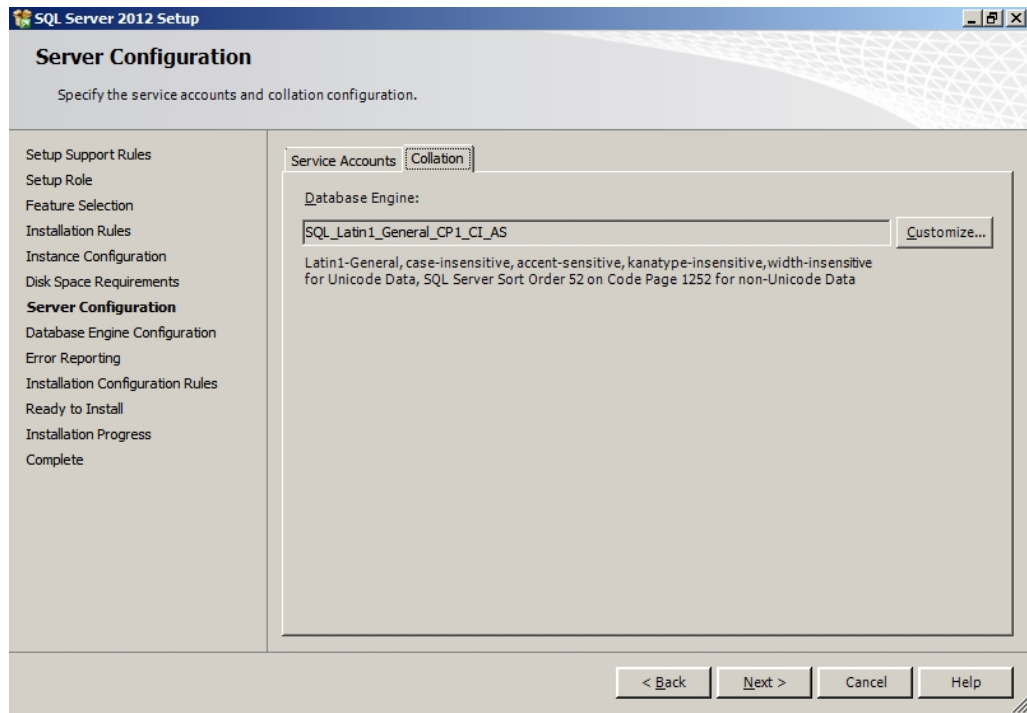 SQL Server 2012 Setup
Server Configuration
Specify the service accounts and collation configuration.
Setup Support Rules
Setup Role
Feature Selection
Installation Rules
Instance Configuration
Disk Space Requirements
Server Configuration
Database Engine Configuration
Error Reporting
Installation Configuration Rules
Ready to Install
Installation Progress
Complete
Service Accounts Collation
Database Engine:
SQL_Latin1_General_CP1_CI_AS
Customize...
Latin1-General, case-insensitive, accent-sensitive, kanatype-insensitive,width-insensitive
for Unicode Data, SQL Server Sort Order 52 on Code Page 1252 for non-Unicode Data
< Back Next > Cancel Help